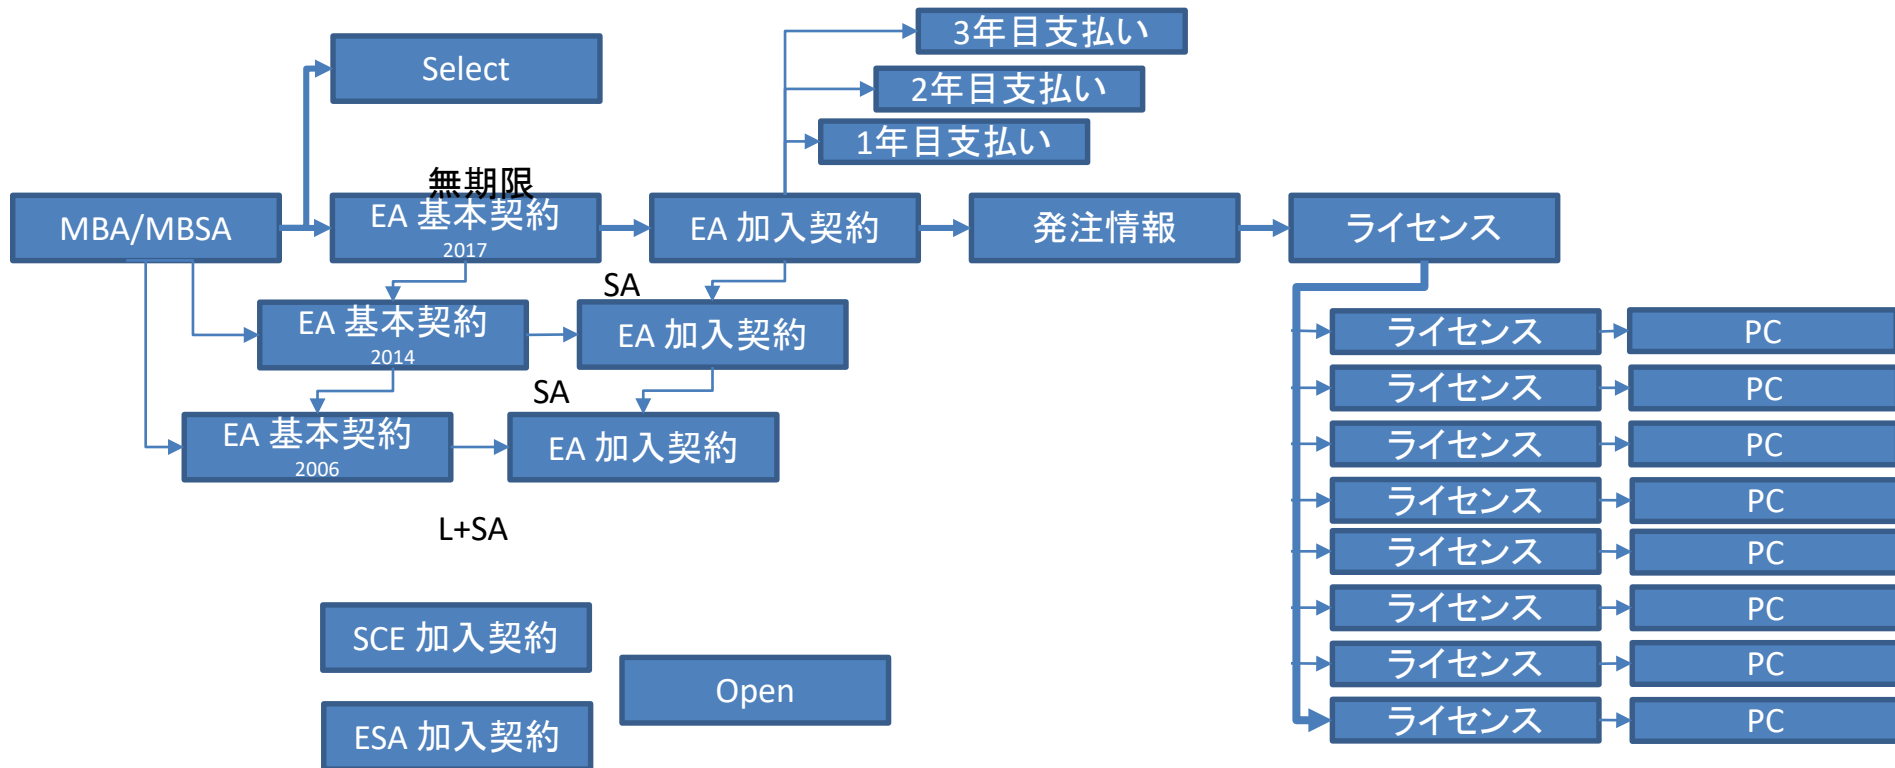 3年目支払い
Select
2年目支払い
1年目支払い
無期限
MBA/MBSA
EA 基本契約
2017
EA 加入契約
発注情報
ライセンス
SA
EA 基本契約
2014
EA 加入契約
SA
EA 基本契約
2006
EA 加入契約
L+SA
SCE 加入契約
Open
ESA 加入契約
ライセンス
PC
ライセンス
PC
ライセンス
PC
ライセンス
PC
ライセンス
PC
ライセンス
PC
ライセンス
PC
ライセンス
PC